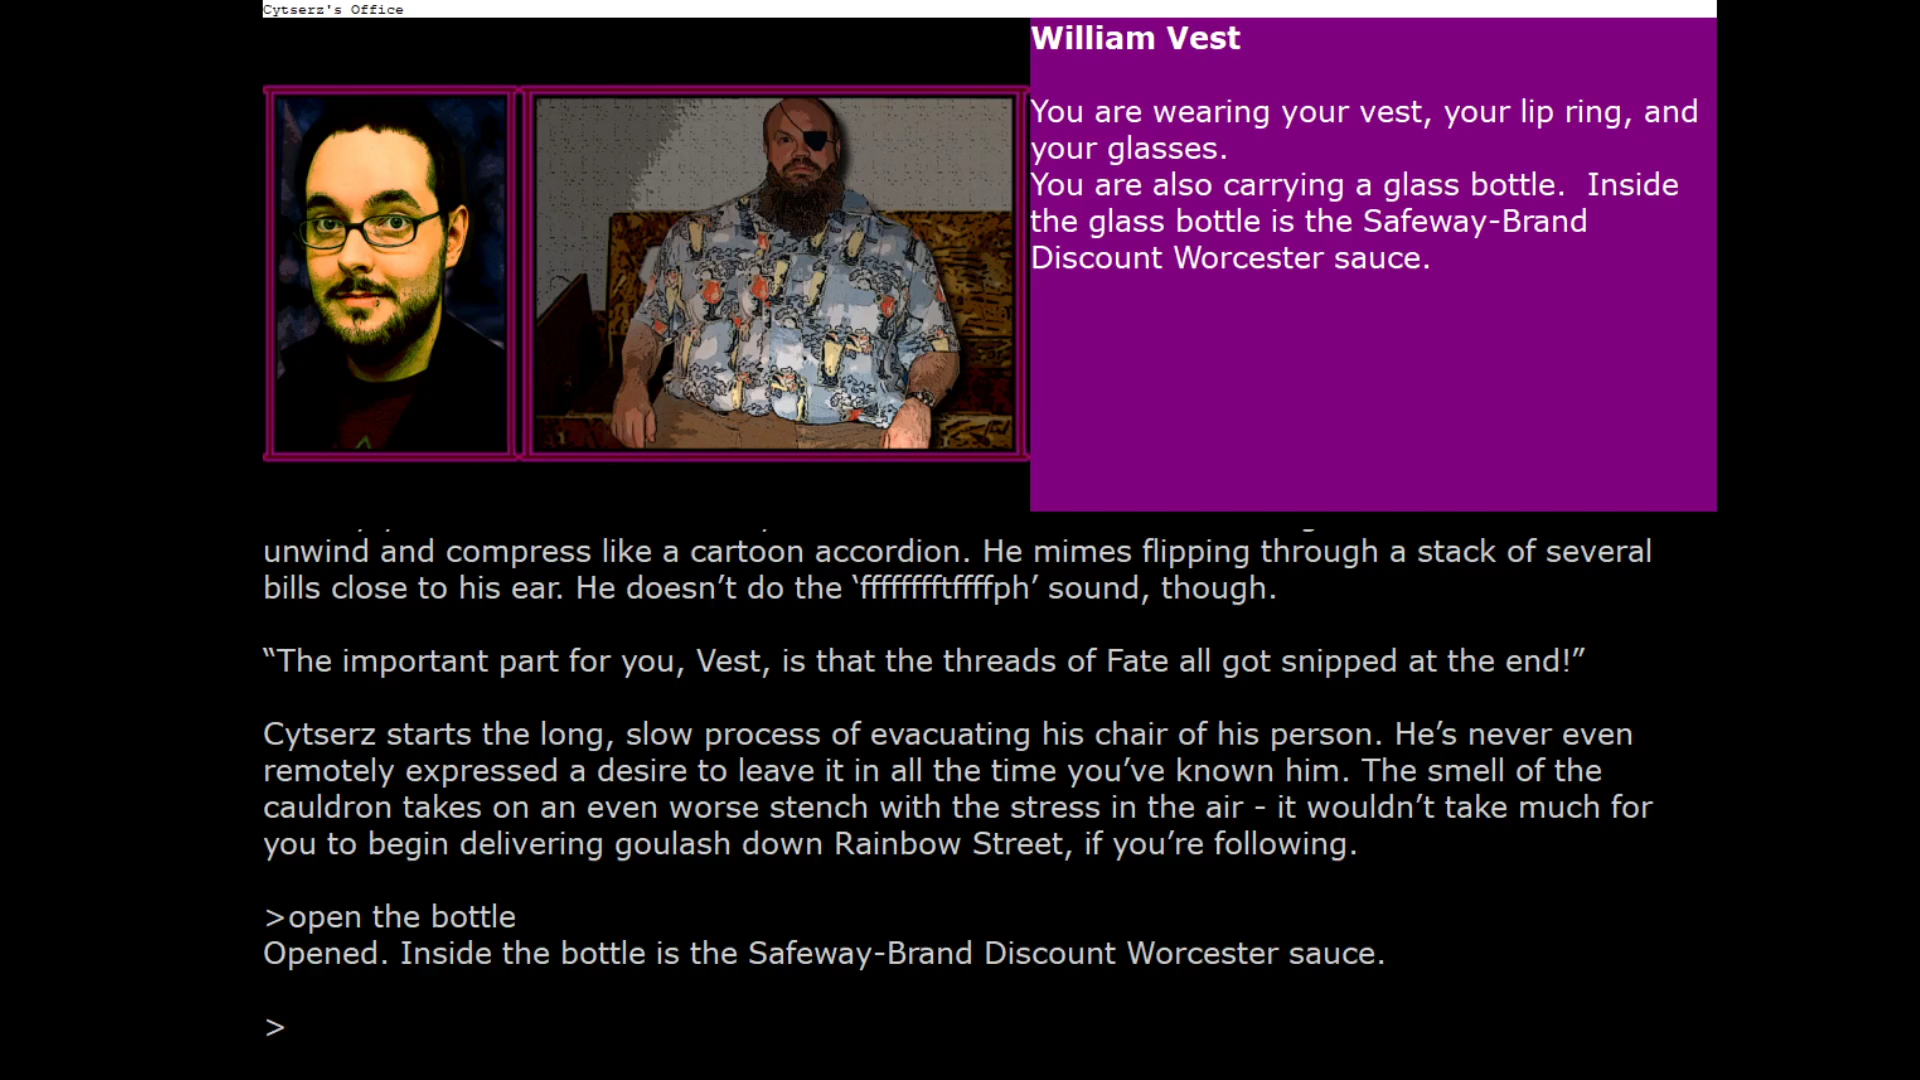 Cytserz's Office
William Vest
You are wearing your vest, your lip ring, and
your glasses.
You are also carrying a glass bottle.  Inside
the glass bottle is the Safeway-Brand
Discount Worcester sauce.
unwind and compress like a cartoon accordion. He mimes flipping through a stack of several
bills close to his ear. He doesn’t do the ‘fffffffftffffph’ sound, though.
“The important part for you, Vest, is that the threads of Fate all got snipped at the end!”
Cytserz starts the long, slow process of evacuating his chair of his person. He’s never even
remotely expressed a desire to leave it in all the time you’ve known him. The smell of the
cauldron takes on an even worse stench with the stress in the air - it wouldn’t take much for
you to begin delivering goulash down Rainbow Street, if you’re following.
>open the bottle
Opened. Inside the bottle is the Safeway-Brand Discount Worcester sauce.
>